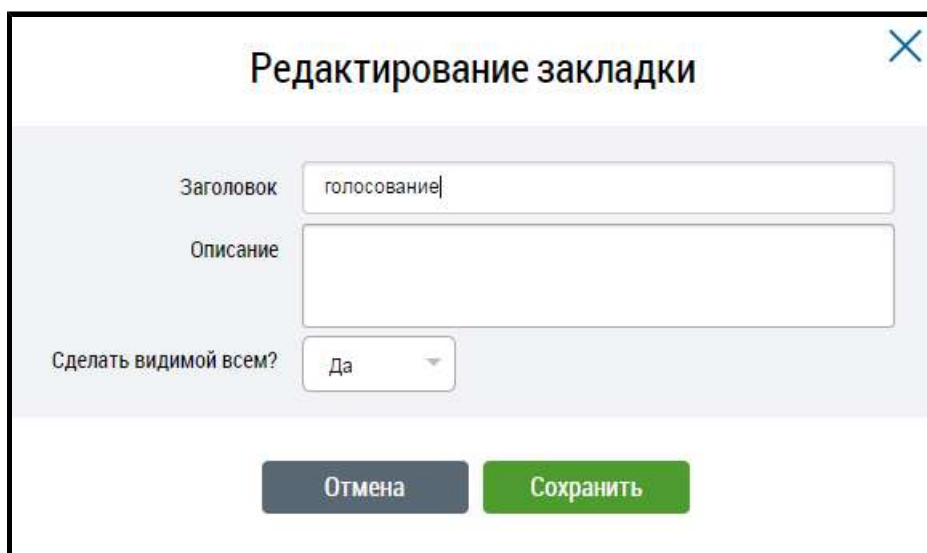 Редактирование закладки
Заголовок голосование
Описание
Сделать видимой всем? Да
Отмена Сохранить